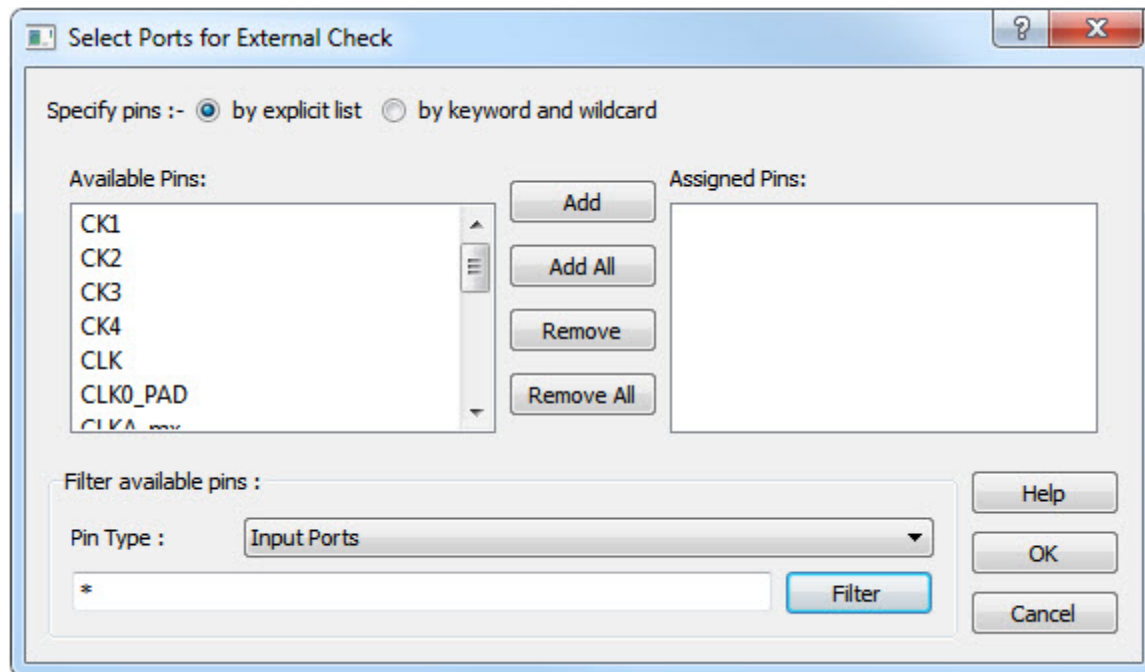 Select Ports for External Check
Specify pins :- by explicit list by keyword and wildcard
Available Pins:
Assigned Pins:
CK1
CK2
CK3
CK4
CLK
CLK0_PAD
CLKA_mx
Add
Add All
Remove
Remove All
Filter available pins :
Pin Type : Input Ports
*
Filter
Help
OK
Cancel